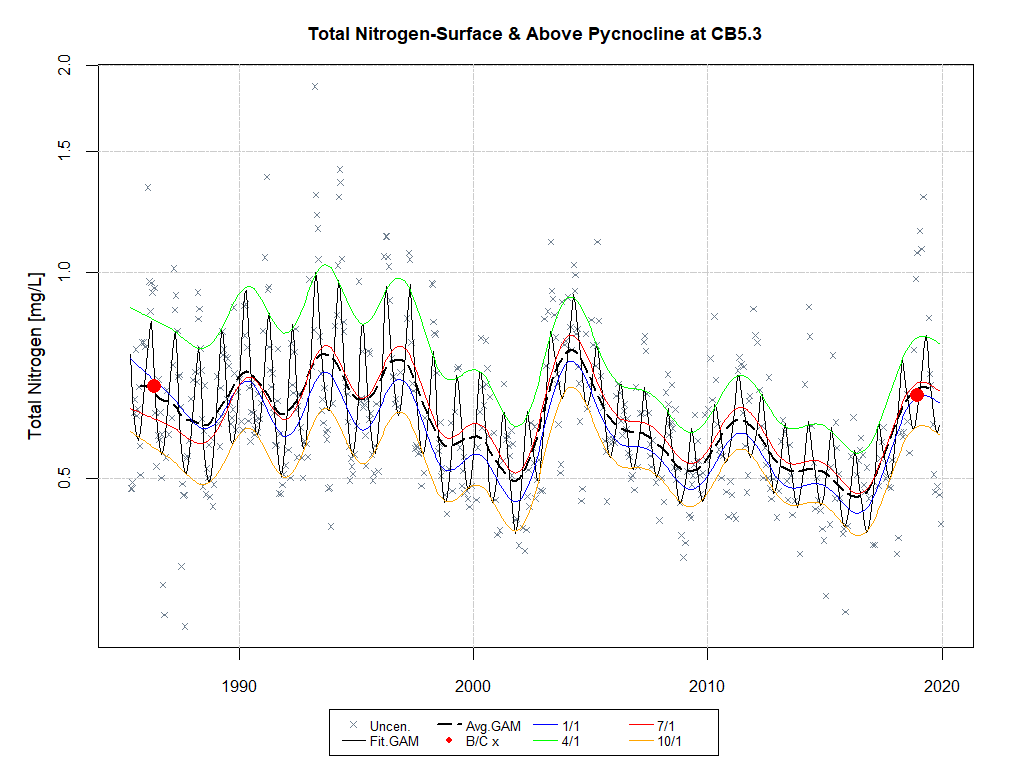 Total Nitrogen-Surface & Above Pycnocline at CB5.3
Total Nitrogen [mg/L]
2.0
1.5
1.0
0.5
1990 2000 2010 2020
Uncen. Avg.GAM 1/1 7/1
Fit.GAM B/C x 4/1 10/1